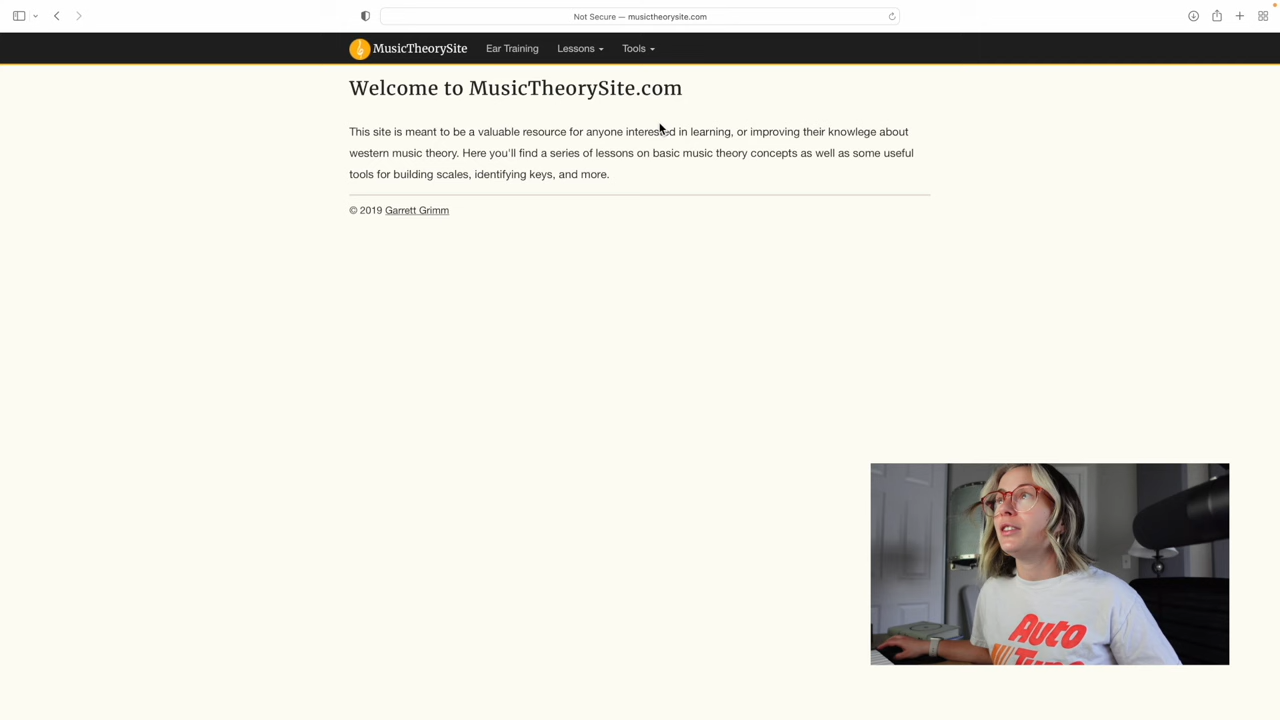 Not Secure — musictheorysite.com
MusicTheorySite Ear Training Lessons Tools
Welcome to MusicTheorySite.com
This site is meant to be a valuable resource for anyone interested in learning, or improving their knowlege about
western music theory. Here you'll find a series of lessons on basic music theory concepts as well as some useful
tools for building scales, identifying keys, and more.
© 2019 Garrett Grimm
Auto